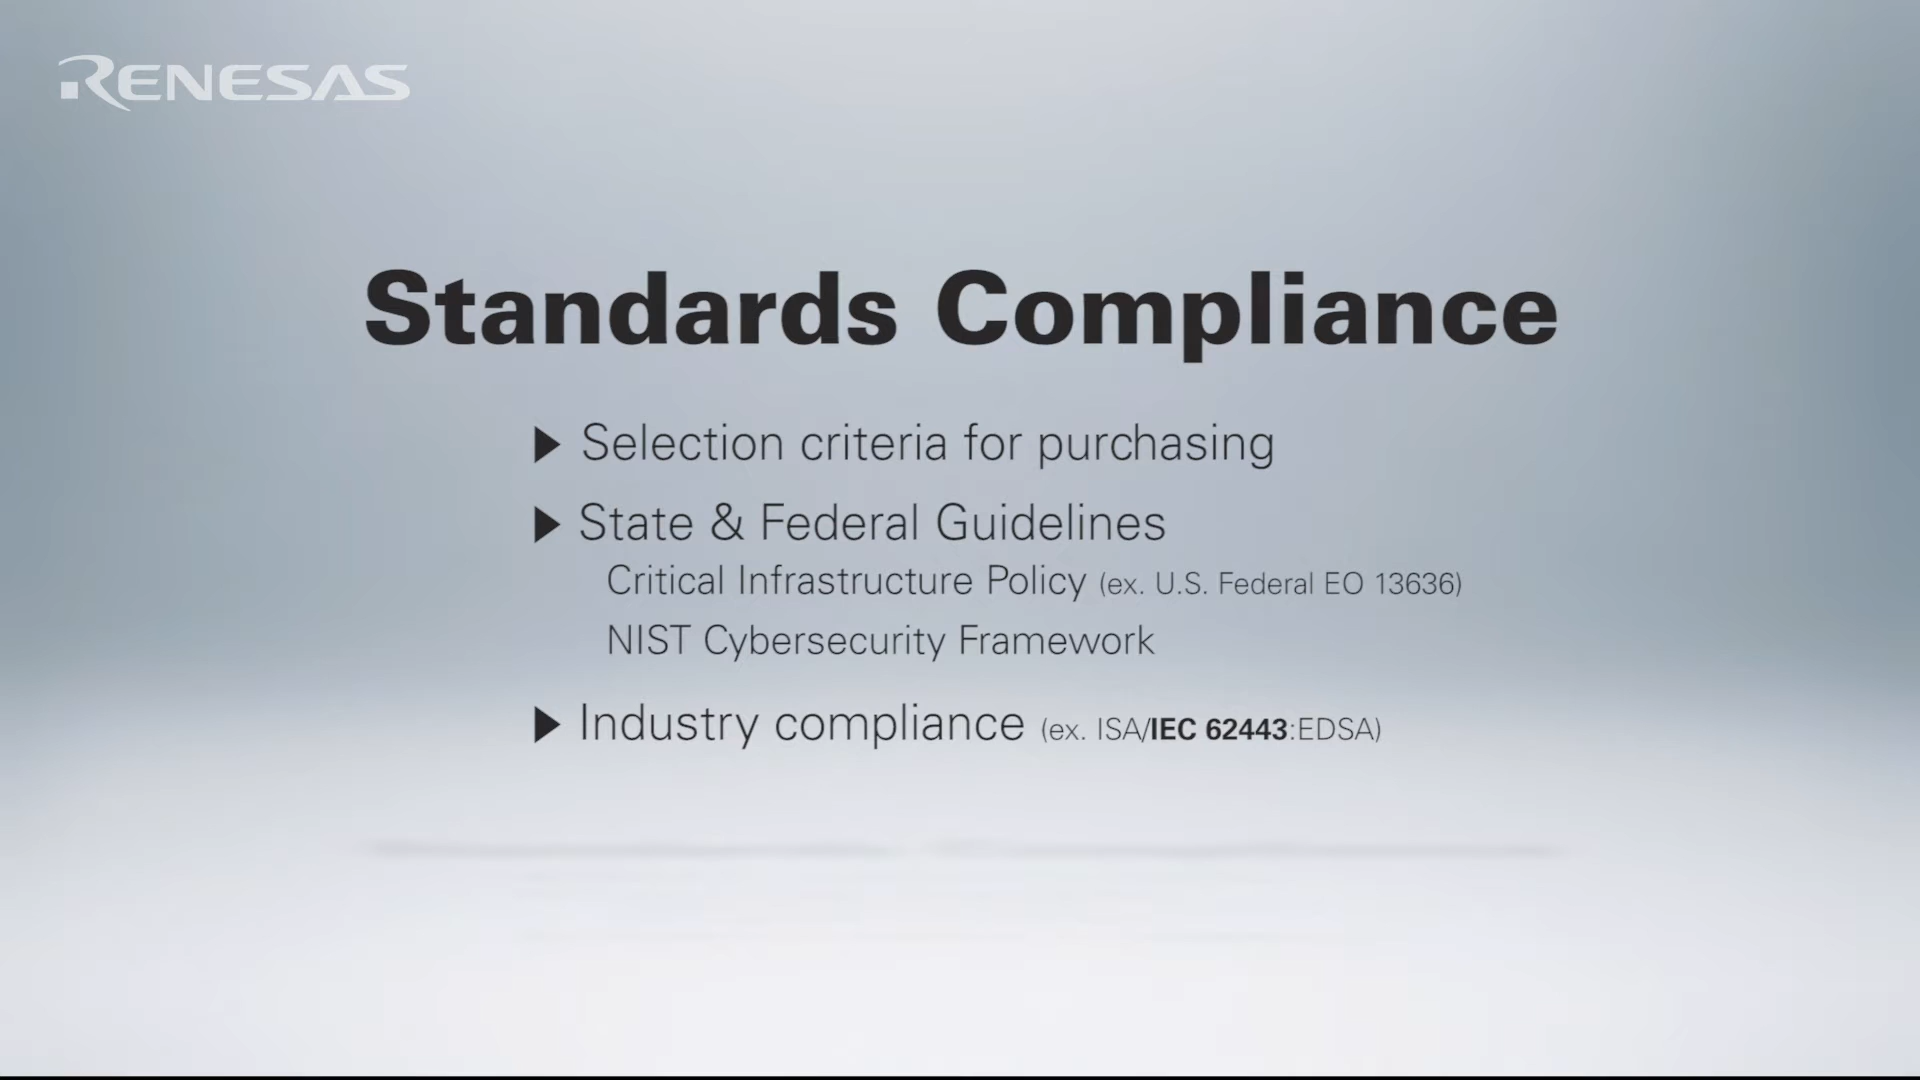 RENESAS
Standards Compliance
▶ Selection criteria for purchasing
▶ State & Federal Guidelines
Critical Infrastructure Policy (ex. U.S. Federal EO 13636)
NIST Cybersecurity Framework
▶ Industry compliance (ex. ISA/IEC 62443:EDSA)